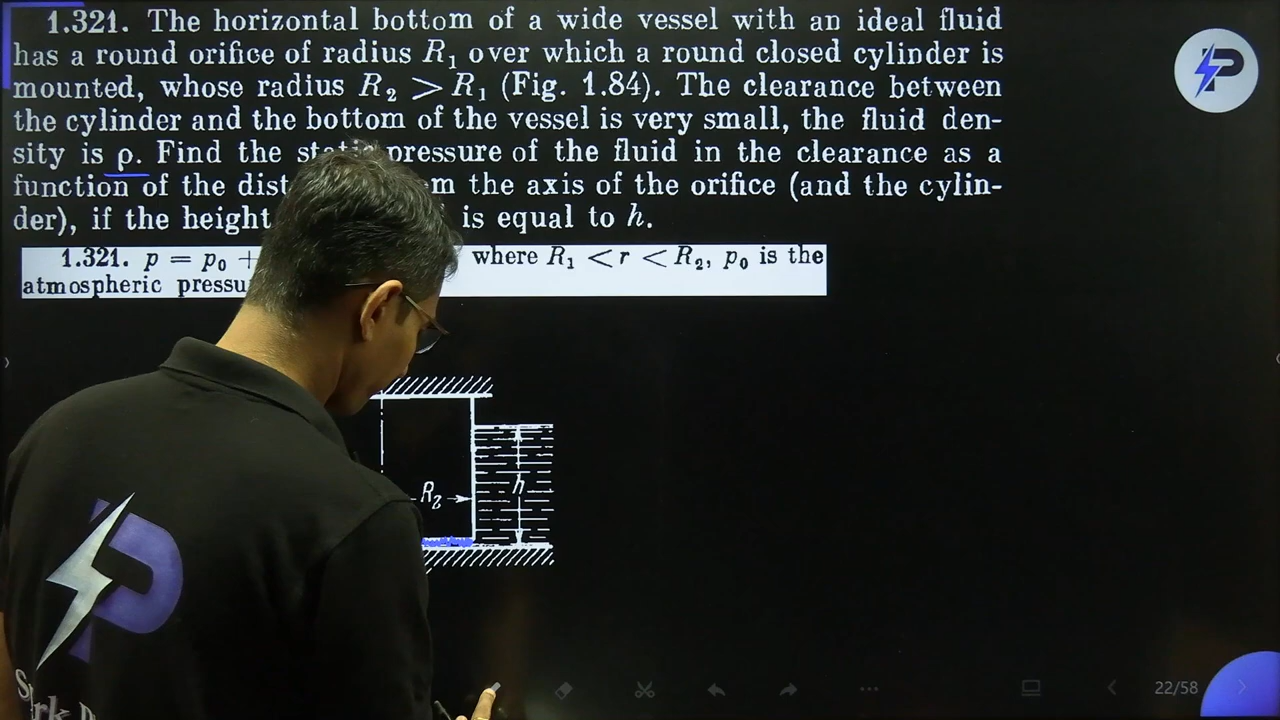 1.321. The horizontal bottom of a wide vessel with an ideal fluid
has a round orifice of radius R₁ over which a round closed cylinder is
mounted, whose radius R₂ > R₁ (Fig. 1.84). The clearance between
the cylinder and the bottom of the vessel is very small, the fluid den-
sity is ρ. Find the static pressure of the fluid in the clearance as a
function of the dist m the axis of the orifice (and the cylin-
der), if the height is equal to h.
1.321. p = p₀ + where R₁ < r < R₂, p₀ is the
atmospheric pressu
R₂
h
22/58